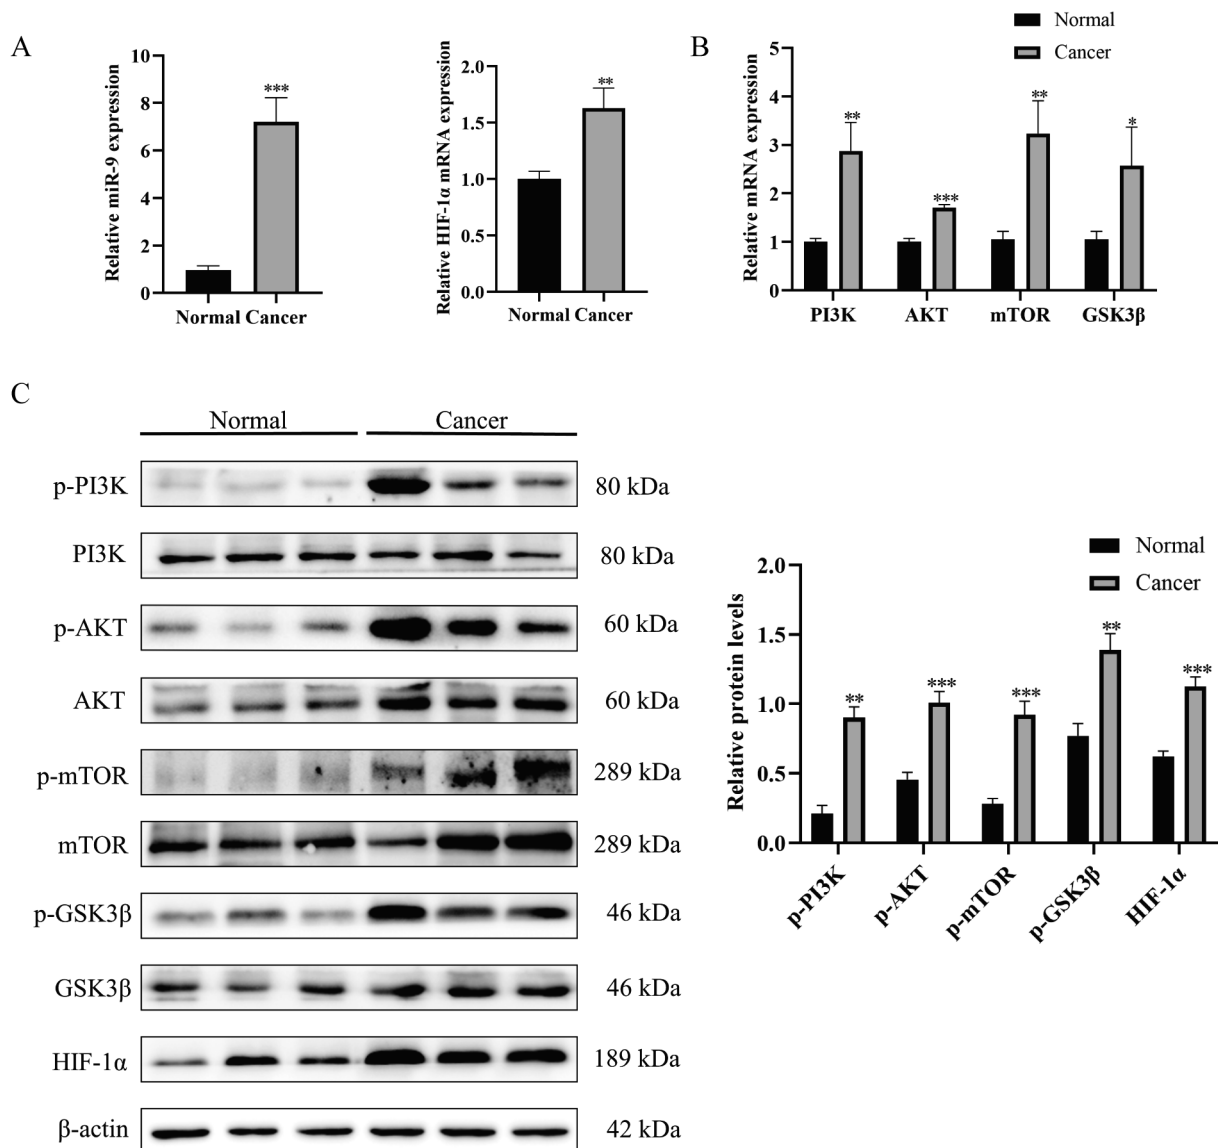 A
Relative miR-9 expression
10
8
6
4
2
0
***
Normal Cancer
Relative HIF-1α mRNA expression
2.0
1.5
1.0
0.5
0.0
**
Normal Cancer
B
Normal
Cancer
Relative mRNA expression
5
4
3
2
1
0
**
***
**
*
PI3K AKT mTOR GSK3β
C
Normal Cancer
p-PI3K 80 kDa
PI3K 80 kDa
p-AKT 60 kDa
AKT 60 kDa
p-mTOR 289 kDa
mTOR 289 kDa
p-GSK3β 46 kDa
GSK3β 46 kDa
HIF-1α 189 kDa
β-actin 42 kDa
Normal
Cancer
Relative protein levels
2.0
1.5
1.0
0.5
0.0
**
***
***
**
***
p-PI3K
p-AKT
p-mTOR
p-GSK3β
HIF-1α